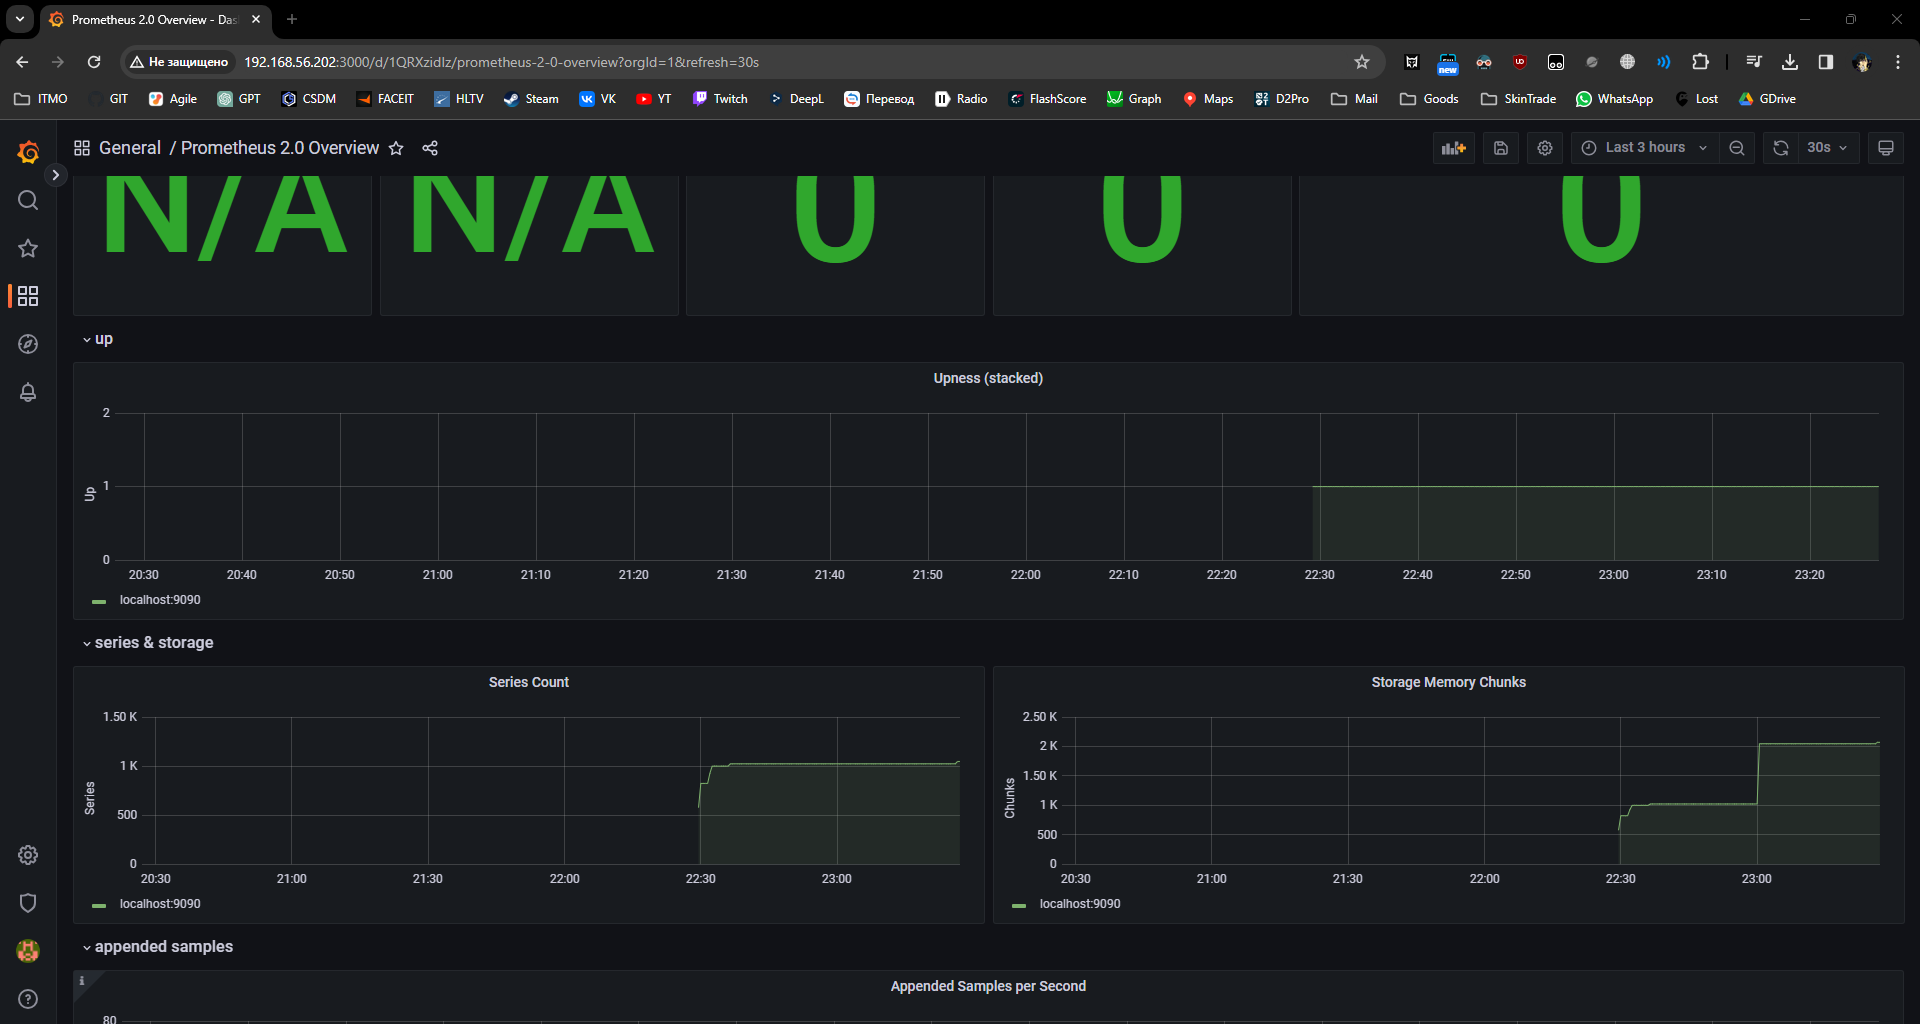 Prometheus 2.0 Overview - Das
Не защищено 192.168.56.202:3000/d/1QRXzidIz/prometheus-2-0-overview?orgId=1&refresh=30s
new
ITMO GIT Agile GPT CSDM FACEIT HLTV Steam VK YT Twitch DeepL Перевод Radio FlashScore Graph Maps D2Pro Mail Goods SkinTrade WhatsApp Lost GDrive
General / Prometheus 2.0 Overview Last 3 hours 30s
N/A N/A 0 0 0
up
Upness (stacked)
2
1
0
Up
20:30 20:40 20:50 21:00 21:10 21:20 21:30 21:40 21:50 22:00 22:10 22:20 22:30 22:40 22:50 23:00 23:10 23:20
localhost:9090
series & storage
Series Count
1.50 K
1 K
500
0
Series
20:30 21:00 21:30 22:00 22:30 23:00
localhost:9090
Storage Memory Chunks
2.50 K
2 K
1.50 K
1 K
500
0
Chunks
20:30 21:00 21:30 22:00 22:30 23:00
localhost:9090
appended samples
Appended Samples per Second
80